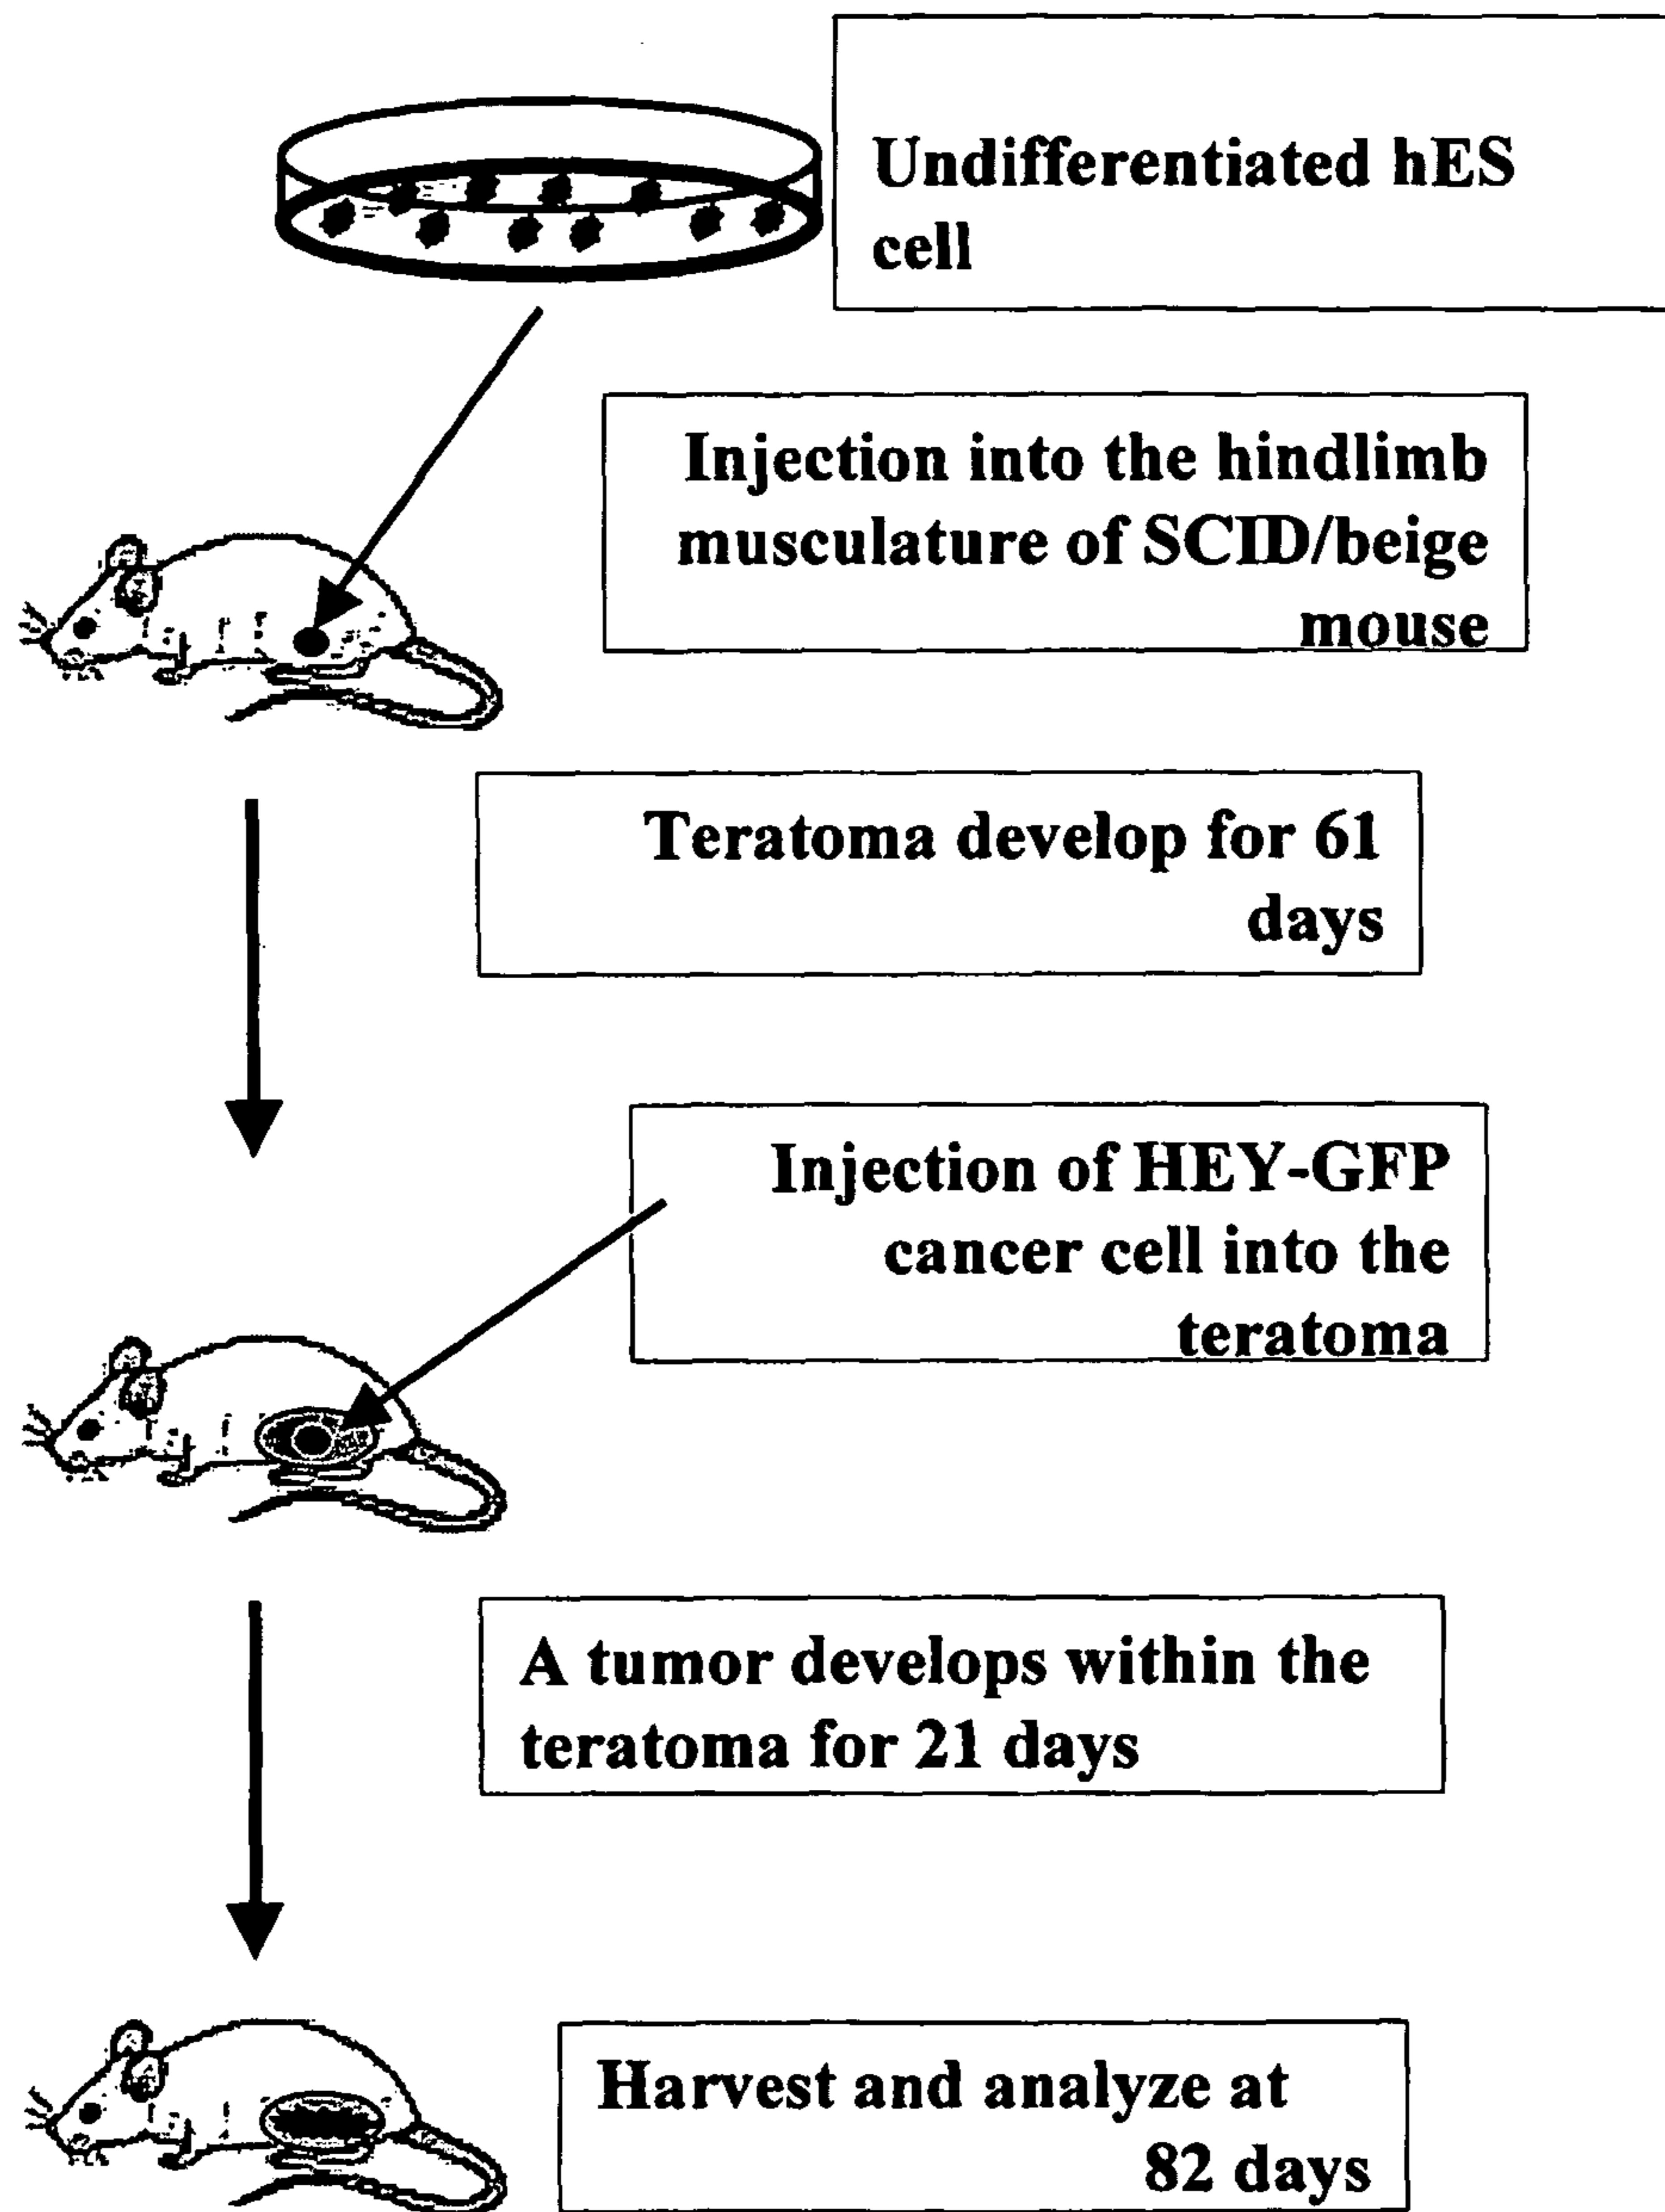 Undifferentiated hES
cell
Injection into the hindlimb
musculature of SCID/beige
mouse
Teratoma develop for 61
days
Injection of HEY-GFP
cancer cell into the
teratoma
A tumor develops within the
teratoma for 21 days
Harvest and analyze at
82 days